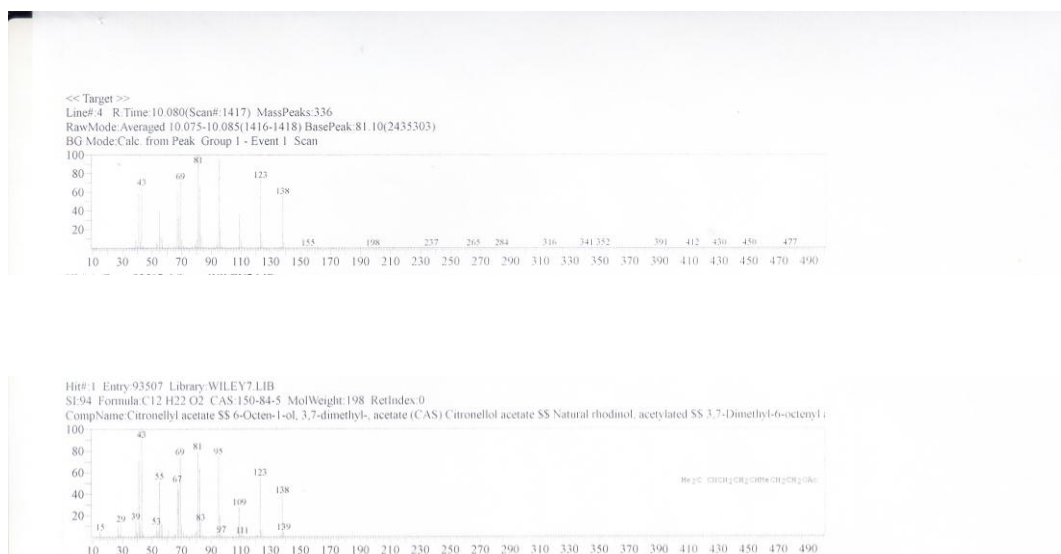 << Target >>
Line#:4 R.Time:10.080(Scan#:1417) MassPeaks:336
RawMode:Averaged 10.075-10.085(1416-1418) BasePeak:81.10(2435303)
BG Mode:Calc. from Peak Group 1 - Event 1 Scan
100
80
60
40
20
43 69 81 123 138 155 198 237 265 284 316 341 352 391 412 430 450 477
10 30 50 70 90 110 130 150 170 190 210 230 250 270 290 310 330 350 370 390 410 430 450 470 490
Hit#:1 Entry:93507 Library:WILEY7.LIB
SI:94 Formula:C12 H22 O2 CAS:150-84-5 MolWeight:198 RetIndex:0
CompName:Citronellyl acetate $$ 6-Octen-1-ol, 3,7-dimethyl-, acetate (CAS) Citronellol acetate $$ Natural rhodinol, acetylated $$ 3,7-Dimethyl-6-octenyl
100
80
60
40
20
15 29 39 43 53 55 67 69 81 83 95 97 109 111 123 138 139
10 30 50 70 90 110 130 150 170 190 210 230 250 270 290 310 330 350 370 390 410 430 450 470 490